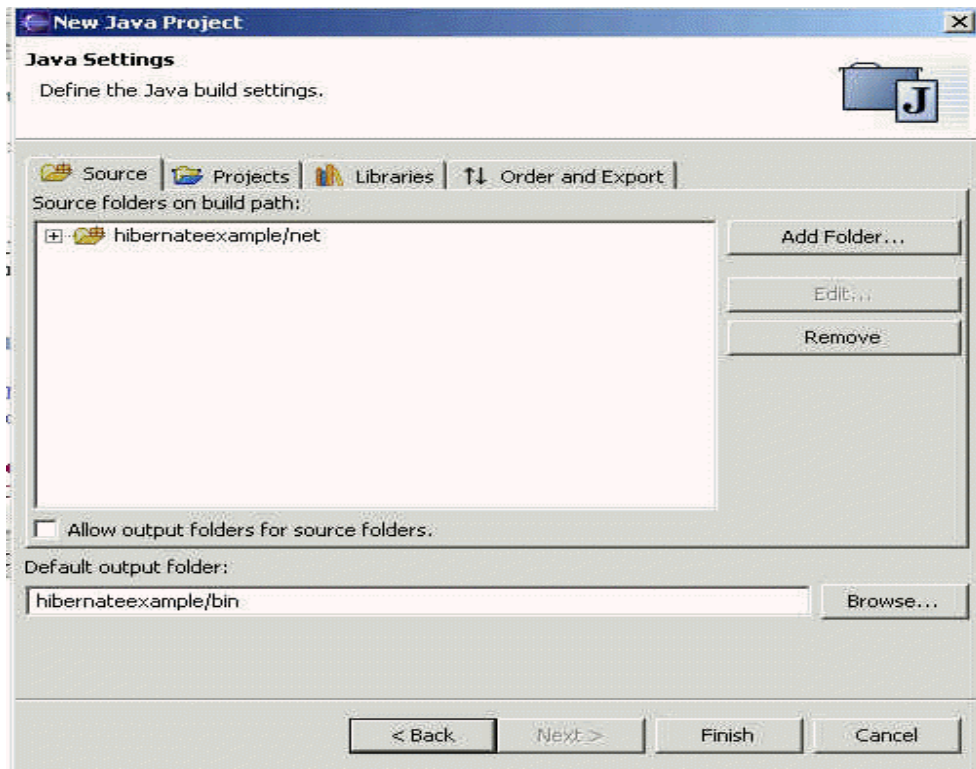 New Java Project
Java Settings
Define the Java build settings.
J
Source Projects Libraries Order and Export
Source folders on build path:
hibernateexample/net
Add Folder...
Edit...
Remove
Allow output folders for source folders.
Default output folder:
hibernateexample/bin
Browse...
< Back Next > Finish Cancel